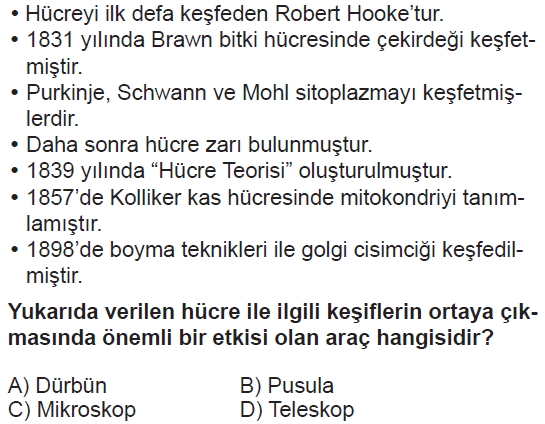 • Hücreyi ilk defa keşfeden Robert Hooke’tur.
• 1831 yılında Brawn bitki hücresinde çekirdeği keşfet-
miştir.
• Purkinje, Schwann ve Mohl sitoplazmayı keşfetmiş-
lerdir.
• Daha sonra hücre zarı bulunmuştur.
• 1839 yılında “Hücre Teorisi” oluşturulmuştur.
• 1857’de Kolliker kas hücresinde mitokondriyi tanım-
lamıştır.
• 1898’de boyma teknikleri ile golgi cisimciği keşfedil-
miştir.
Yukarıda verilen hücre ile ilgili keşiflerin ortaya çık-
masında önemli bir etkisi olan araç hangisidir?
A) Dürbün B) Pusula
C) Mikroskop D) Teleskop